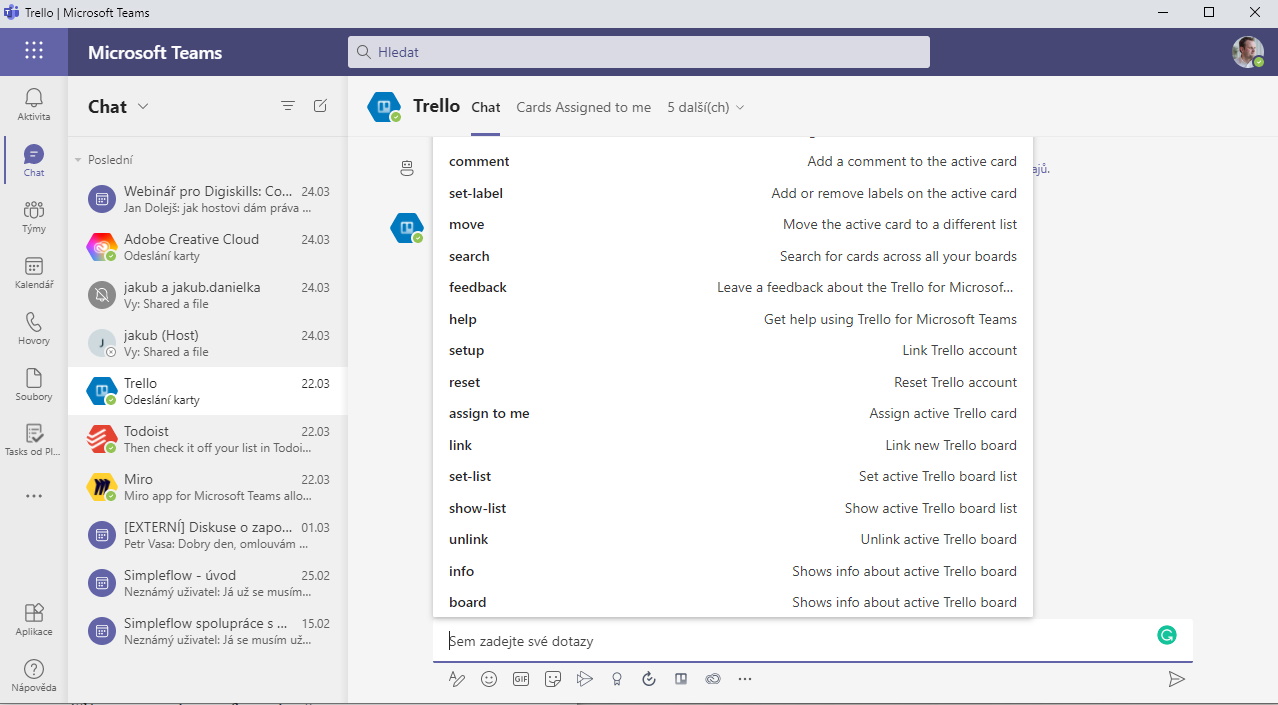 Trello | Microsoft Teams
Microsoft Teams
Hledat
Aktivita
Chat
Týmy
Kalendář
Hovory
Soubory
Tasks od Pl...
Aplikace
Nápověda
Chat
Poslední
Webinář pro Digiskills: Co... 24.03
Jan Dolejš: jak hostovi dám práva ...
Adobe Creative Cloud 24.03
Odeslání karty
jakub a jakub.danielka 24.03
Vy: Shared a file
J
jakub (Host) 24.03
Vy: Shared a file
Trello 22.03
Odeslání karty
Todoist 22.03
Then check it off your list in Todoi...
Miro 22.03
Miro app for Microsoft Teams allo...
[EXTERNÍ] Diskuse o zapo... 01.03
Petr Vasa: Dobry den, omlouvám ...
Simpleflow - úvod 25.02
Neznámý uživatel: Já už se musím...
Simpleflow spolupráce s ... 15.02
Neznámý uživatel: Já se musím už...
Trello Chat Cards Assigned to me 5 další(ch)
comment Add a comment to the active card
set-label Add or remove labels on the active card
move Move the active card to a different list
search Search for cards across all your boards
feedback Leave a feedback about the Trello for Microsof...
help Get help using Trello for Microsoft Teams
setup Link Trello account
reset Reset Trello account
assign to me Assign active Trello card
link Link new Trello board
set-list Set active Trello board list
show-list Show active Trello board list
unlink Unlink active Trello board
info Shows info about active Trello board
board Shows info about active Trello board
Sem zadejte své dotazy
GIF